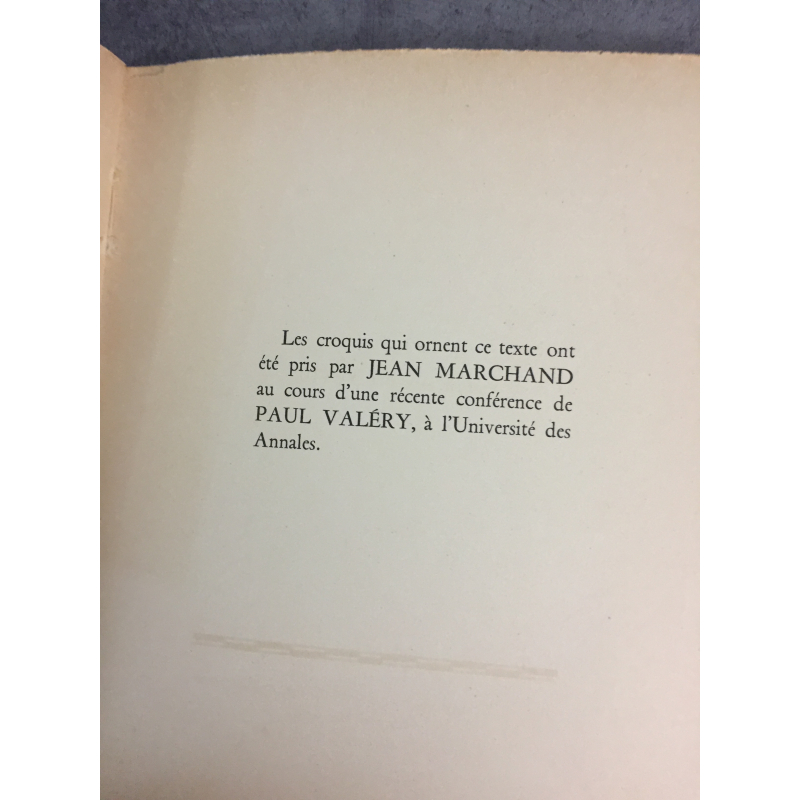 Les croquis qui ornent ce texte ont
été pris par JEAN MARCHAND
au cours d'une récente conférence de
PAUL VALÉRY, à l'Université des
Annales.